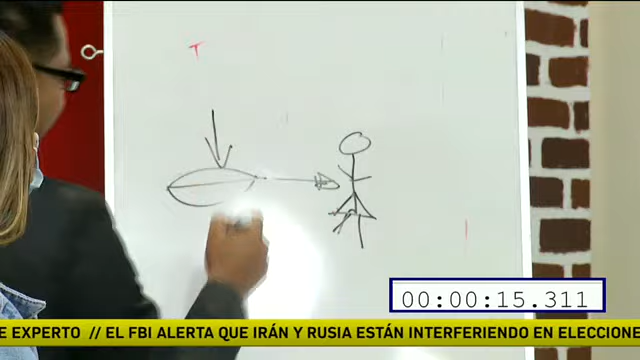 00:00:15.311
E EXPERTO // EL FBI ALERTA QUE IRÁN Y RUSIA ESTÁN INTERFERIENDO EN ELECCIONE